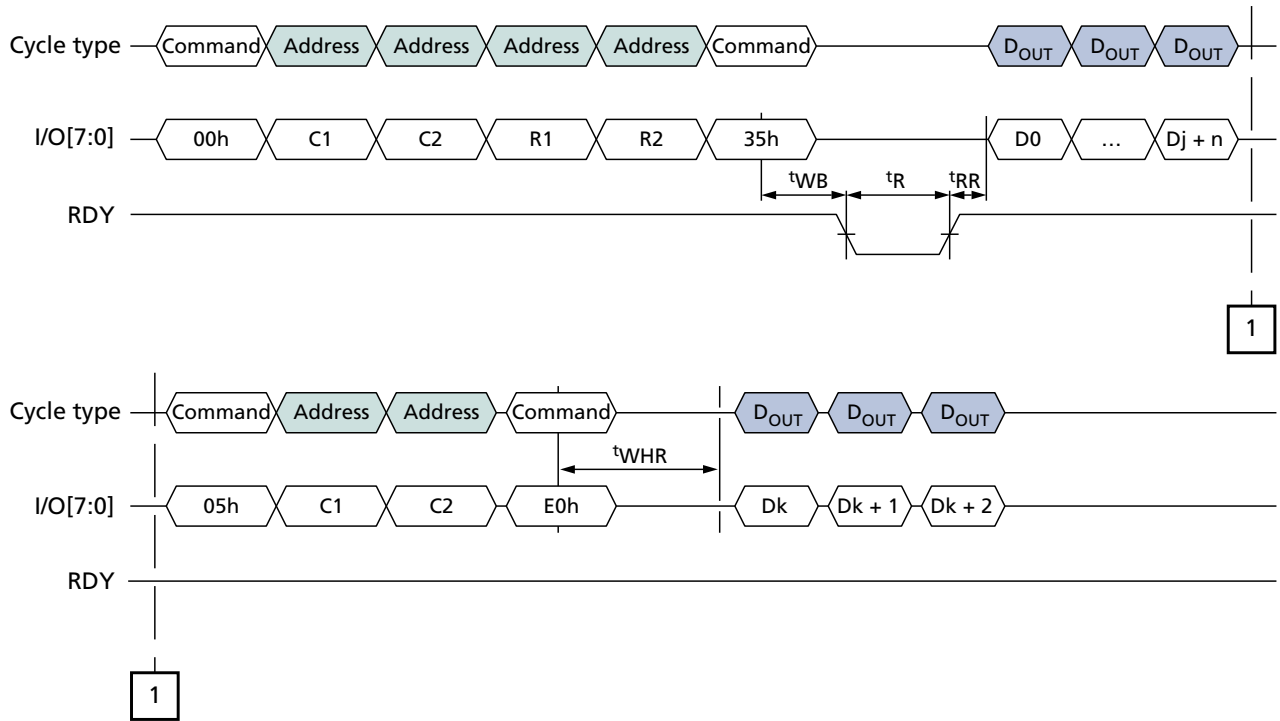 Cycle type Command Address Address Address Address Command DOUT DOUT DOUT
I/O[7:0] 00h C1 C2 R1 R2 35h D0 ... Dj + n
tWB tR tRR
RDY
1
Cycle type Command Address Address Command DOUT DOUT DOUT
tWHR
I/O[7:0] 05h C1 C2 E0h Dk Dk + 1 Dk + 2
RDY
1